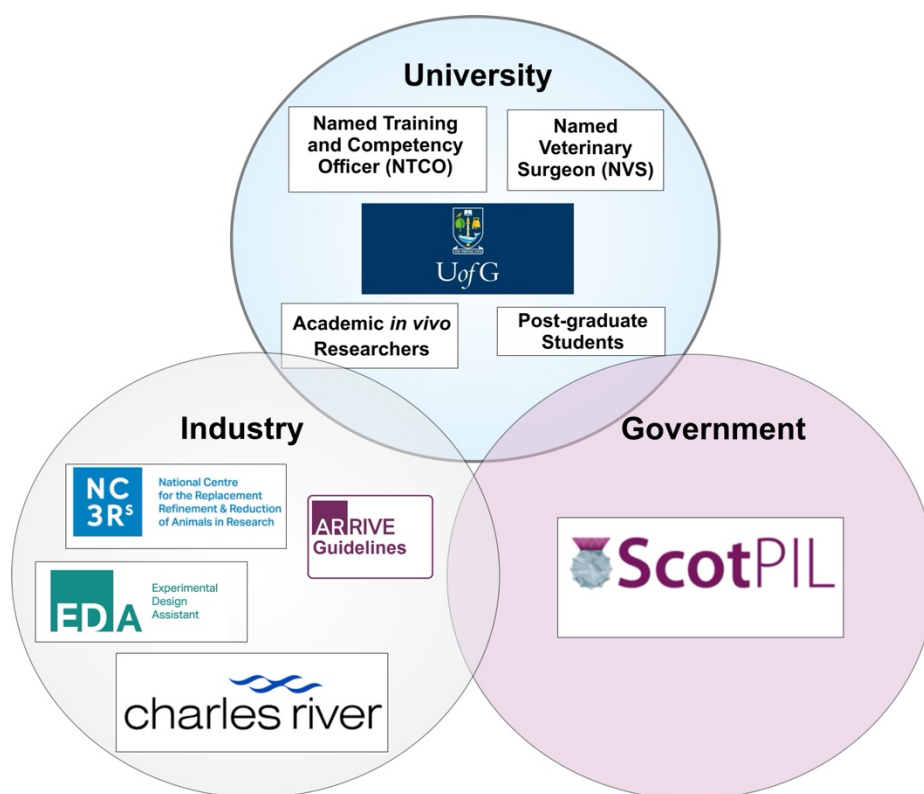 University
Named Training
and Competency
Officer (NTCO)
Named
Veterinary
Surgeon (NVS)
UofG
Academic in vivo
Researchers
Post-graduate
Students
Industry
NC
3Rs
National Centre
for the Replacement
Refinement & Reduction
of Animals in Research
ARRIVE
Guidelines
EDA
Experimental
Design
Assistant
charles river
Government
ScotPIL